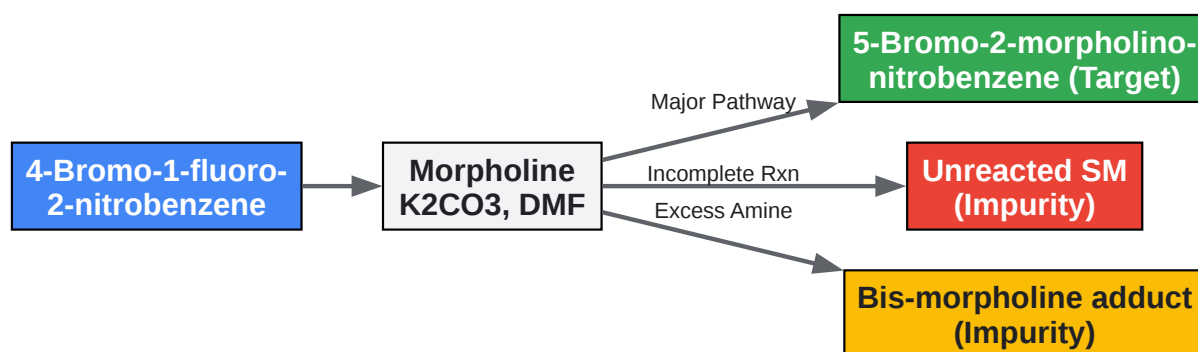 4-Bromo-1-fluoro-
2-nitrobenzene
Morpholine
K2CO3, DMF
Major Pathway
Incomplete Rxn
Excess Amine
5-Bromo-2-morpholino-
nitrobenzene (Target)
Unreacted SM
(Impurity)
Bis-morpholine adduct
(Impurity)